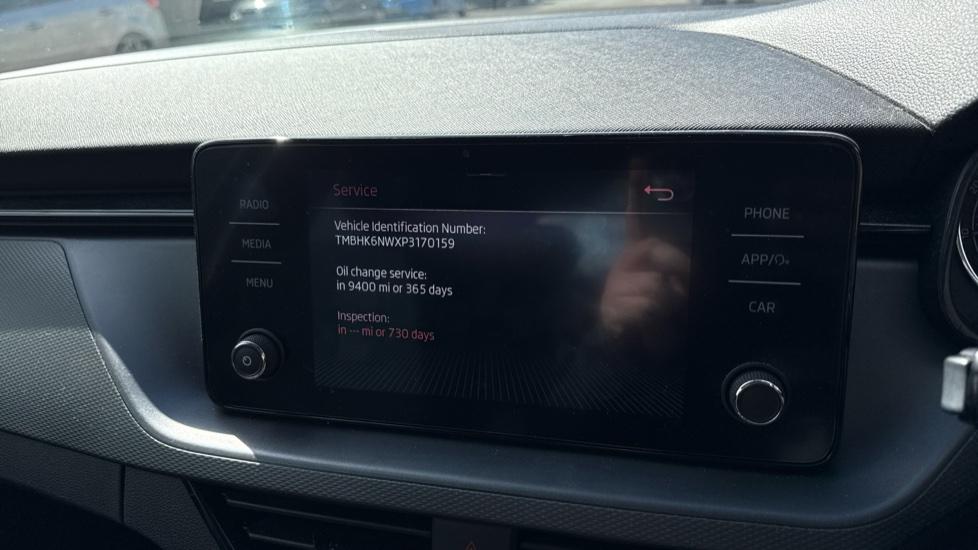 Service
RADIO
MEDIA
MENU
Vehicle Identification Number:
TMBHK6NWXP3170159
Oil change service:
in 9400 mi or 365 days
Inspection:
in --- mi or 730 days
PHONE
APP/
CAR